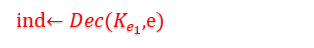 ind← Dec(Kₑ₁,e)